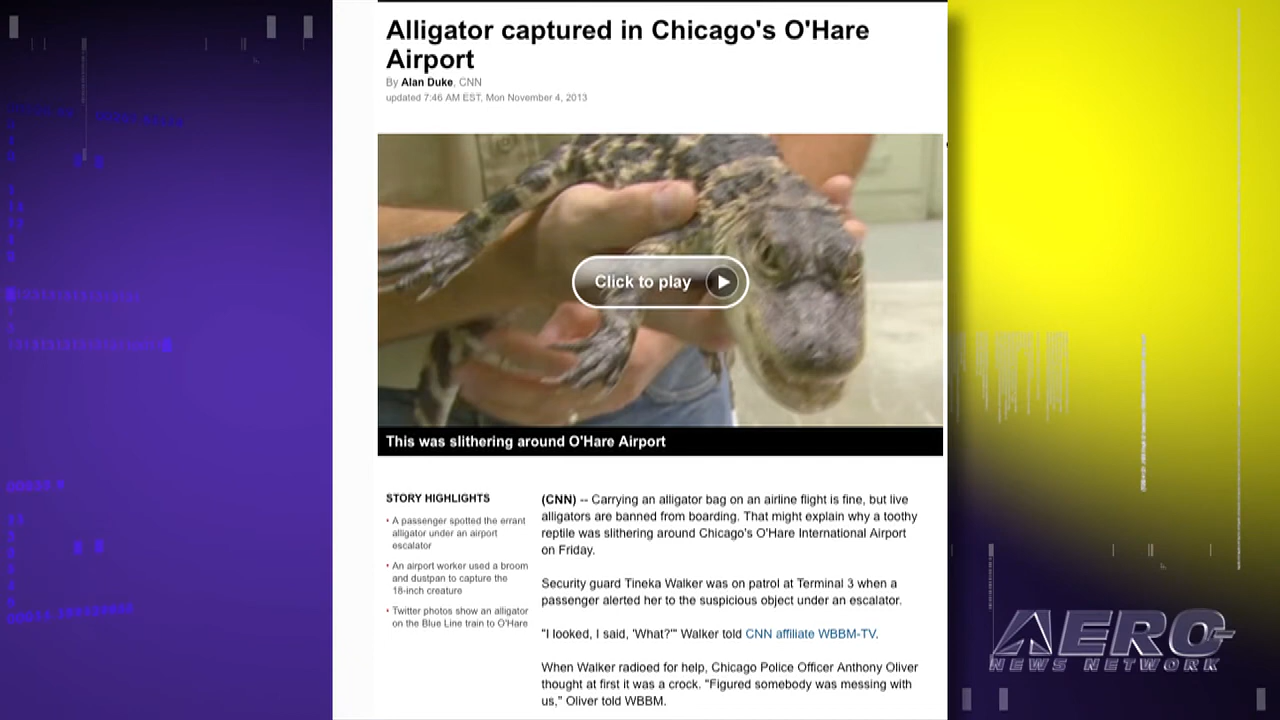 Alligator captured in Chicago's O'Hare
Airport
By Alan Duke, CNN
updated 7:46 AM EST, Mon November 4, 2013
Click to play
This was slithering around O'Hare Airport
STORY HIGHLIGHTS
• A passenger spotted the errant
alligator under an airport
escalator
• An airport worker used a broom
and dustpan to capture the
18-inch creature
• Twitter photos show an alligator
on the Blue Line train to O'Hare
(CNN) -- Carrying an alligator bag on an airline flight is fine, but live
alligators are banned from boarding. That might explain why a toothy
reptile was slithering around Chicago's O'Hare International Airport
on Friday.
Security guard Tineka Walker was on patrol at Terminal 3 when a
passenger alerted her to the suspicious object under an escalator.
"I looked, I said, 'What?'" Walker told CNN affiliate WBBM-TV.
When Walker radioed for help, Chicago Police Officer Anthony Oliver
thought at first it was a crock. "Figured somebody was messing with
us," Oliver told WBBM.
AERO-
NEWS NETWORK